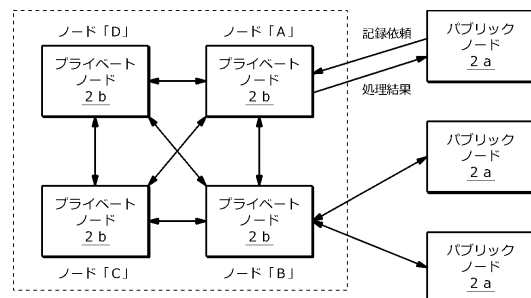 ノード「D」
ノード「A」
プライベート
ノード
2b
プライベート
ノード
2b
記録依頼
処理結果
パブリック
ノード
2a
パブリック
ノード
2a
プライベート
ノード
2b
プライベート
ノード
2b
ノード「C」
ノード「B」
パブリック
ノード
2a